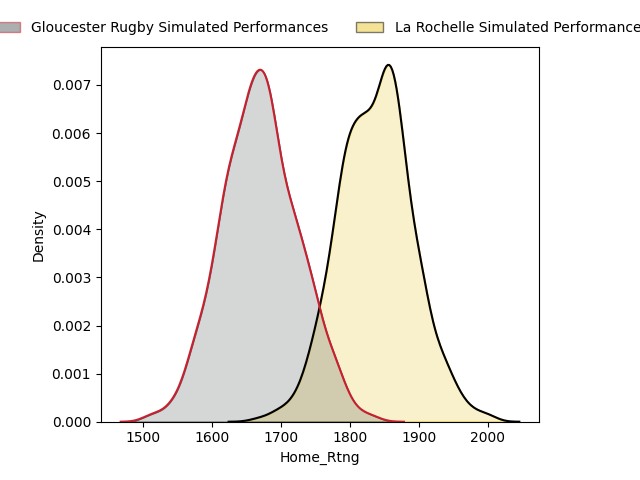 Gloucester Rugby Simulated Performances
La Rochelle Simulated Performance
0.007
0.006
0.005
0.004
0.003
0.002
0.001
0.000
Density
1500 1600 1700 1800 1900 2000
Home_Rtng